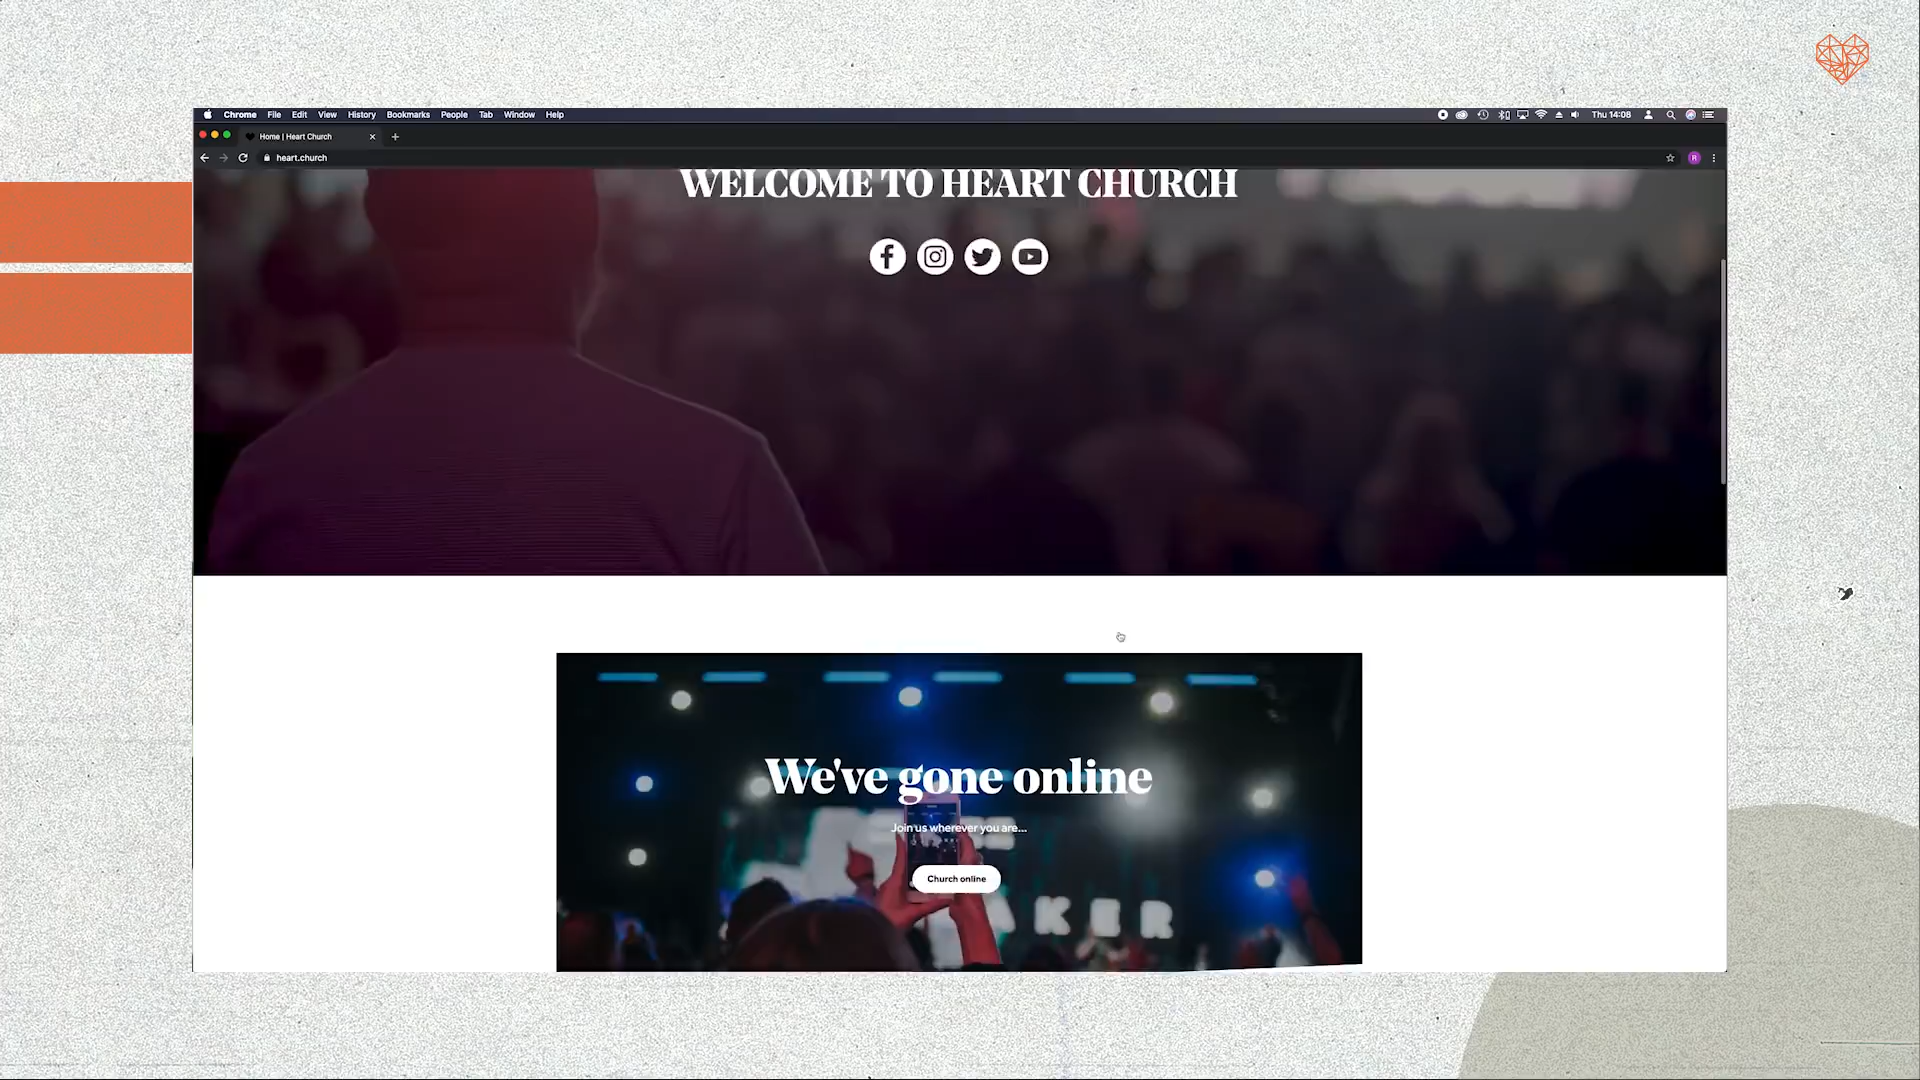 Chrome File Edit View History Bookmarks People Tab Window Help Thu 14:08
Home | Heart Church
heart.church R
WELCOME TO HEART CHURCH
We've gone online
Join us wherever you are...
Church online
AKER